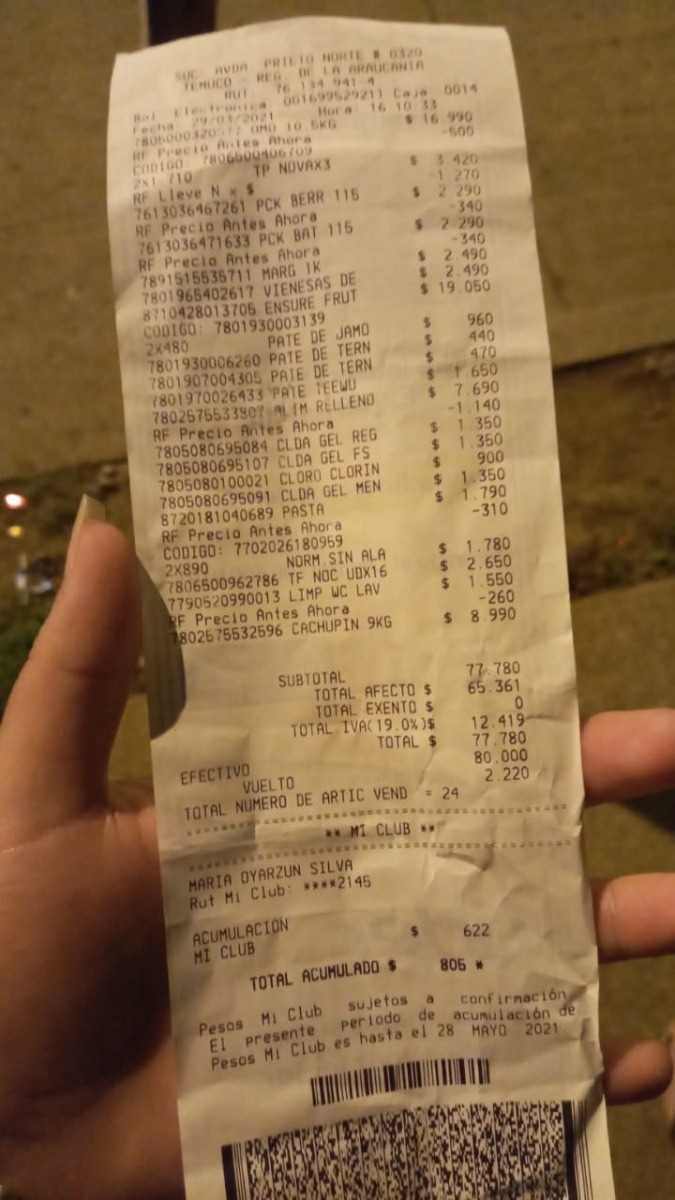 SUC. AVDA PRIETO NORTE # 0320
TEMUCO - REG. DE LA ARAUCANIA
RUT 76.134.941-4
Bol. Electronica 001699529211 Caja 0014
Fecha 29/03/2021 Hora 16:10:33
OMO 10.5KG $ 16.990
RF Precio Antes Ahora -500
CODIGO: 7806500406709
2X1.710 TP NOVAX3 $ 3.420
RF Lleve N x $ -1.270
7613036467261 PCK BERR 115 $ 2.290
RF Precio Antes Ahora -340
7613036471633 PCK BAT 115 $ 2.290
RF Precio Antes Ahora -340
7891515535711 MARG 1K $ 2.490
7801965402617 VIENESAS DE $ 2.490
8710428013705 ENSURE FRUT $ 19.050
CODIGO: 7801930003139
2X480 PATE DE JAMO $ 960
7801930006260 PATE DE TERN $ 440
7801907004305 PATE DE TERN $ 470
7801970026433 PATE TEEWU $ 1.650
7802575533807 ALIM RELLENO $ 7.690
RF Precio Antes Ahora -1.140
7805080695084 CLDA GEL REG $ 1.350
7805080695107 CLDA GEL FS $ 1.350
7805080100021 CLORO CLORIN $ 900
7805080695091 CLDA GEL MEN $ 1.350
8720181040689 PASTA $ 1.790
RF Precio Antes Ahora -310
CODIGO: 7702026180959
2X890 NORM.SIN ALA $ 1.780
7806500962786 TF NOC UDX16 $ 2.650
7790520990013 LIMP WC LAV $ 1.550
RF Precio Antes Ahora -260
7802575532596 CACHUPIN 9KG $ 8.990
SUBTOTAL 77.780
TOTAL AFECTO $ 65.361
TOTAL EXENTO $ 0
TOTAL IVA(19.0%)$ 12.419
TOTAL $ 77.780
EFECTIVO 80.000
VUELTO 2.220
TOTAL NUMERO DE ARTIC VEND = 24
** MI CLUB **
MARIA OYARZUN SILVA
Rut Mi Club: ****2145
ACUMULACION $ 622
MI CLUB
TOTAL ACUMULADO $ 805 *
Pesos Mi Club sujetos a confirmación
El presente periodo de acumulación de
Pesos Mi Club es hasta el 28 MAYO 2021